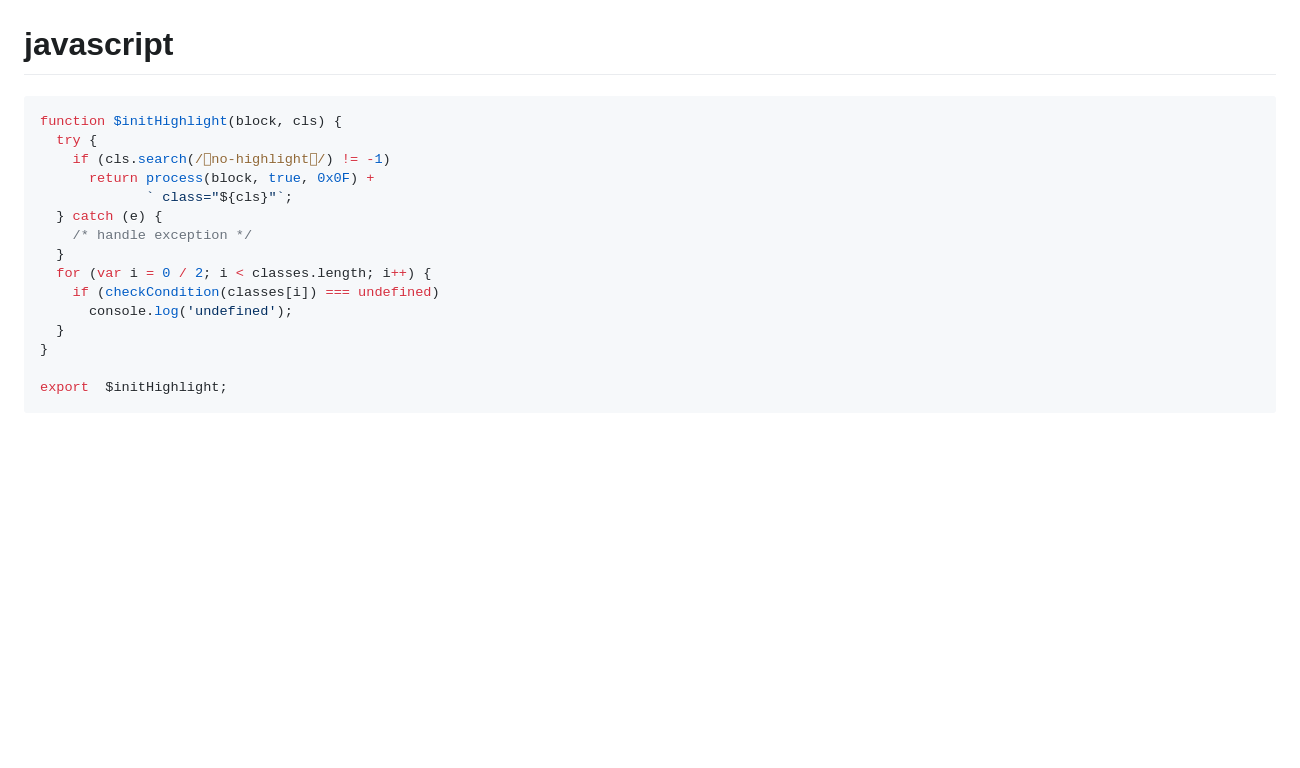 javascript
function $initHighlight(block, cls) {
  try {
    if (cls.search(/▯no-highlight▯/) != -1)
      return process(block, true, 0x0F) +
             ` class="${cls}"`;
  } catch (e) {
    /* handle exception */
  }
  for (var i = 0 / 2; i < classes.length; i++) {
    if (checkCondition(classes[i]) === undefined)
      console.log('undefined');
  }
}

export  $initHighlight;